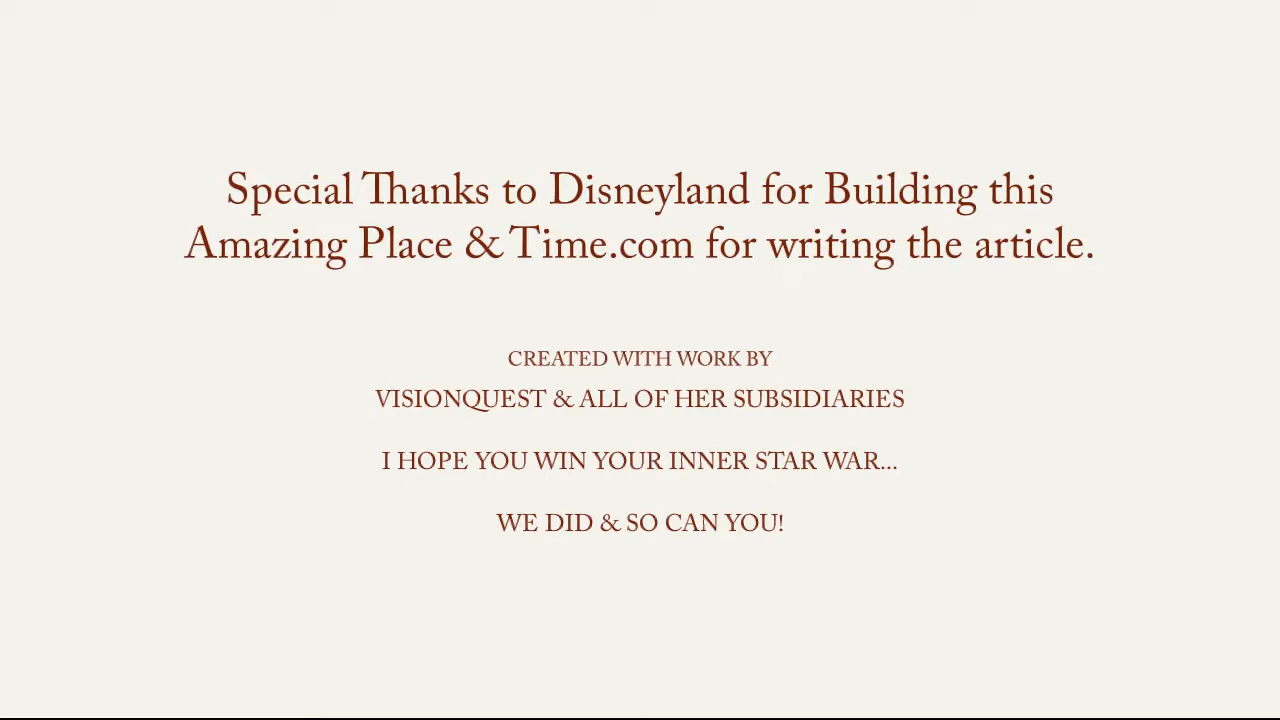 Special Thanks to Disneyland for Building this
Amazing Place & Time.com for writing the article.
CREATED WITH WORK BY
VISIONQUEST & ALL OF HER SUBSIDIARIES
I HOPE YOU WIN YOUR INNER STAR WAR...
WE DID & SO CAN YOU!